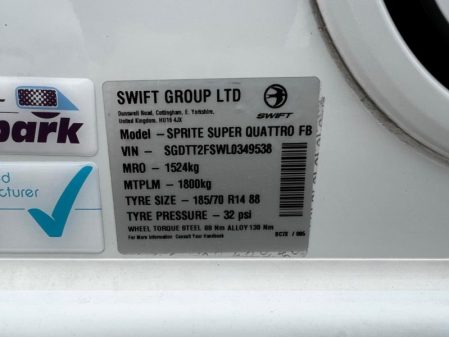 SWIFT GROUP LTD
Dunswell Road, Cottingham, E. Yorkshire,
United Kingdom, HU16 4JX
SWIFT
Model - SPRITE SUPER QUATTRO FB
VIN - SGDTT2FSWL0349538
MRO - 1524kg
MTPLM - 1800kg
TYRE SIZE - 185/70 R14 88
TYRE PRESSURE - 32 psi
WHEEL TORQUE STEEL 88 Nm ALLOY 130 Nm
For More Information Consult Your Handbook
park